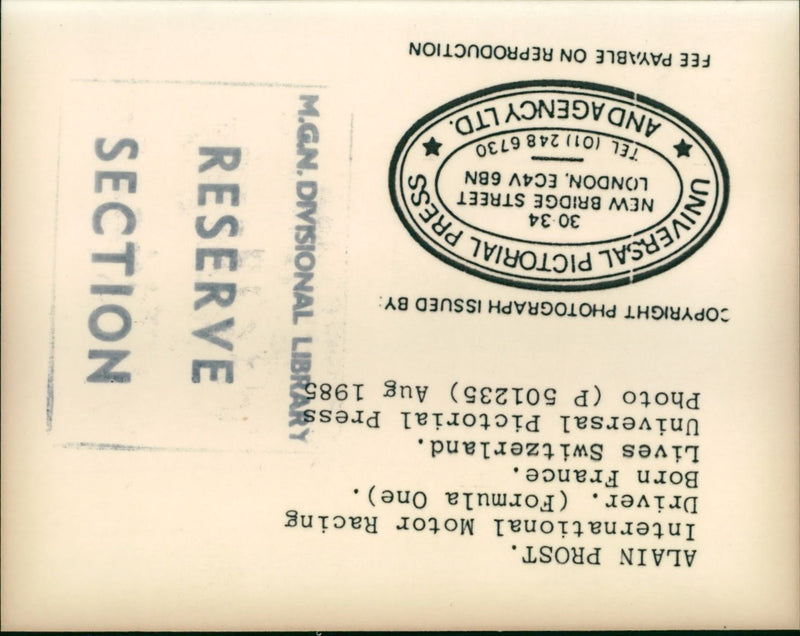 ALAIN PROST.
International Motor Racing
Driver. (Formula One).
Born France.
Lives Switzerland.
Universal Pictorial Press
Photo (P 501235) Aug 1985
COPYRIGHT PHOTOGRAPH ISSUED BY:
UNIVERSAL PICTORIAL PRESS
30-34
NEW BRIDGE STREET
LONDON, EC4V 6BN
TEL (01) 248 6730
AND AGENCY LTD.
FEE PAYABLE ON REPRODUCTION
M.G.N. DIVISIONAL LIBRARY
RESERVE
SECTION